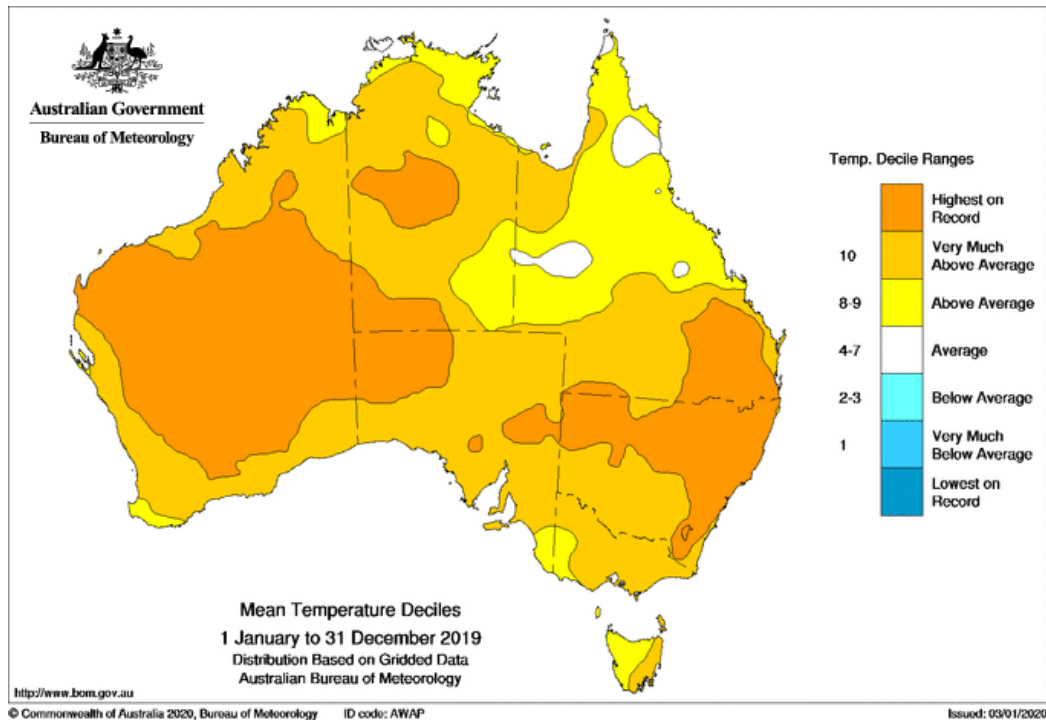 Australian Government
Bureau of Meteorology
Temp. Decile Ranges
Highest on
Record
10 Very Much
Above Average
8-9 Above Average
4-7 Average
2-3 Below Average
1 Very Much
Below Average
Lowest on
Record
Mean Temperature Deciles
1 January to 31 December 2019
Distribution Based on Gridded Data
Australian Bureau of Meteorology
http://www.bom.gov.au
© Commonwealth of Australia 2020, Bureau of Meteorology ID code: AWAP Issued: 03/01/2020